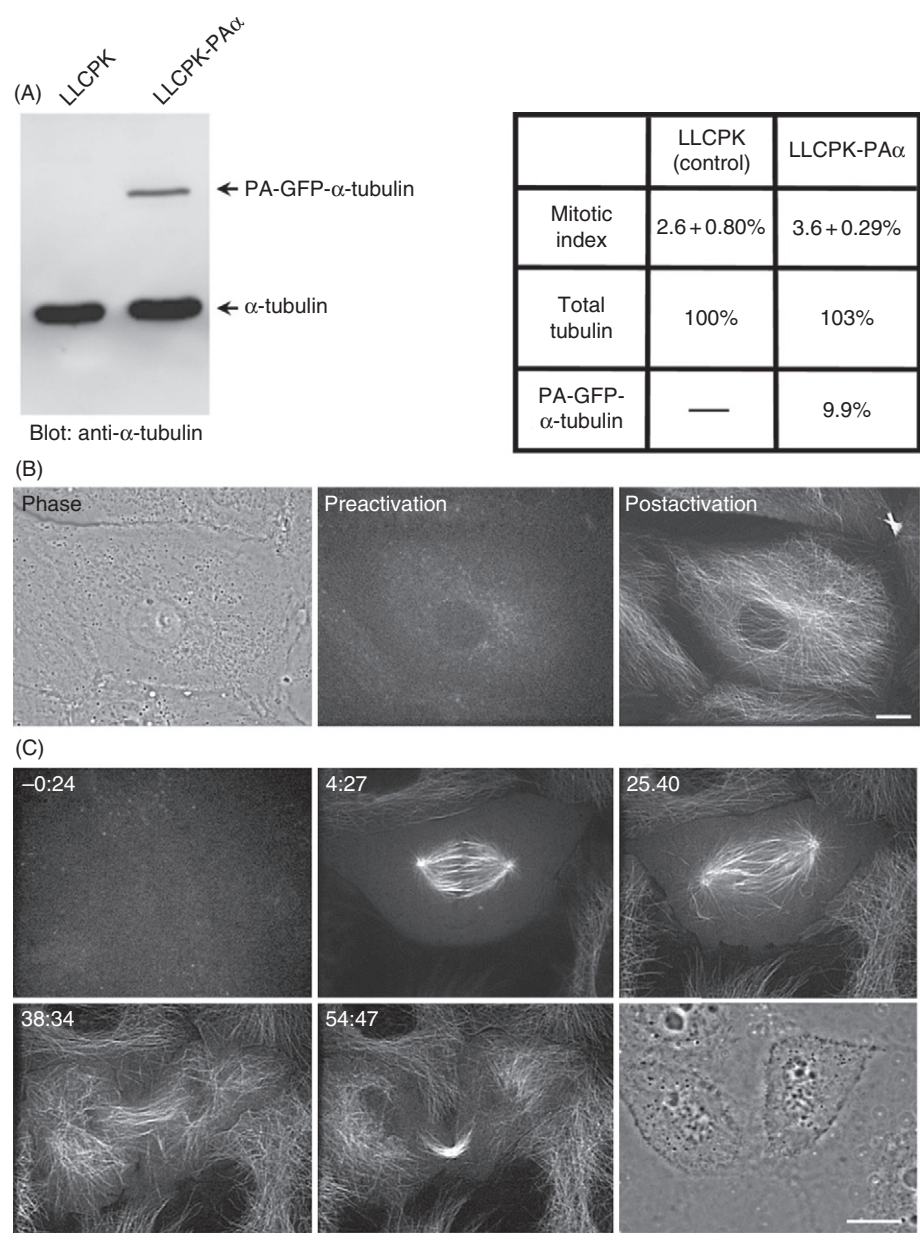 (A)
LLCPK
LLCPK-PAα
PA-GFP-α-tubulin
α-tubulin
Blot: anti-α-tubulin
LLCPK
(control)
LLCPK-PAα
Mitotic
index
2.6 + 0.80%
3.6 + 0.29%
Total
tubulin
100%
103%
PA-GFP-
α-tubulin
—
9.9%
(B)
Phase
Preactivation
Postactivation
(C)
–0:24
4:27
25.40
38:34
54:47